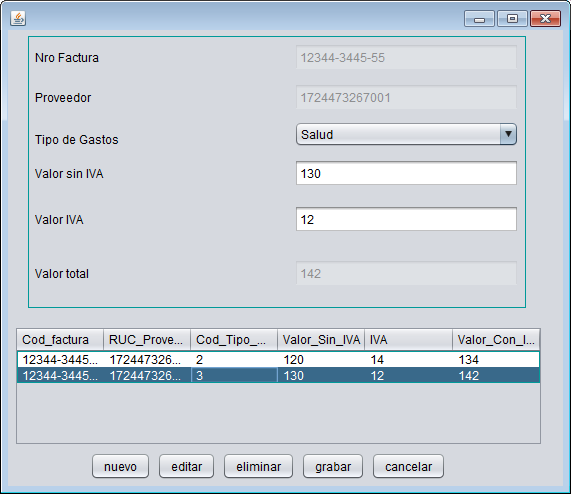 Nro Factura 12344-3445-55
Proveedor 1724473267001
Tipo de Gastos Salud
Valor sin IVA 130
Valor IVA 12
Valor total 142
Cod_factura RUC_Prove... Cod_Tipo_... Valor_Sin_IVA IVA Valor_Con_I...
12344-3445... 172447326... 2 120 14 134
12344-3445... 172447326... 3 130 12 142
nuevo editar eliminar grabar cancelar